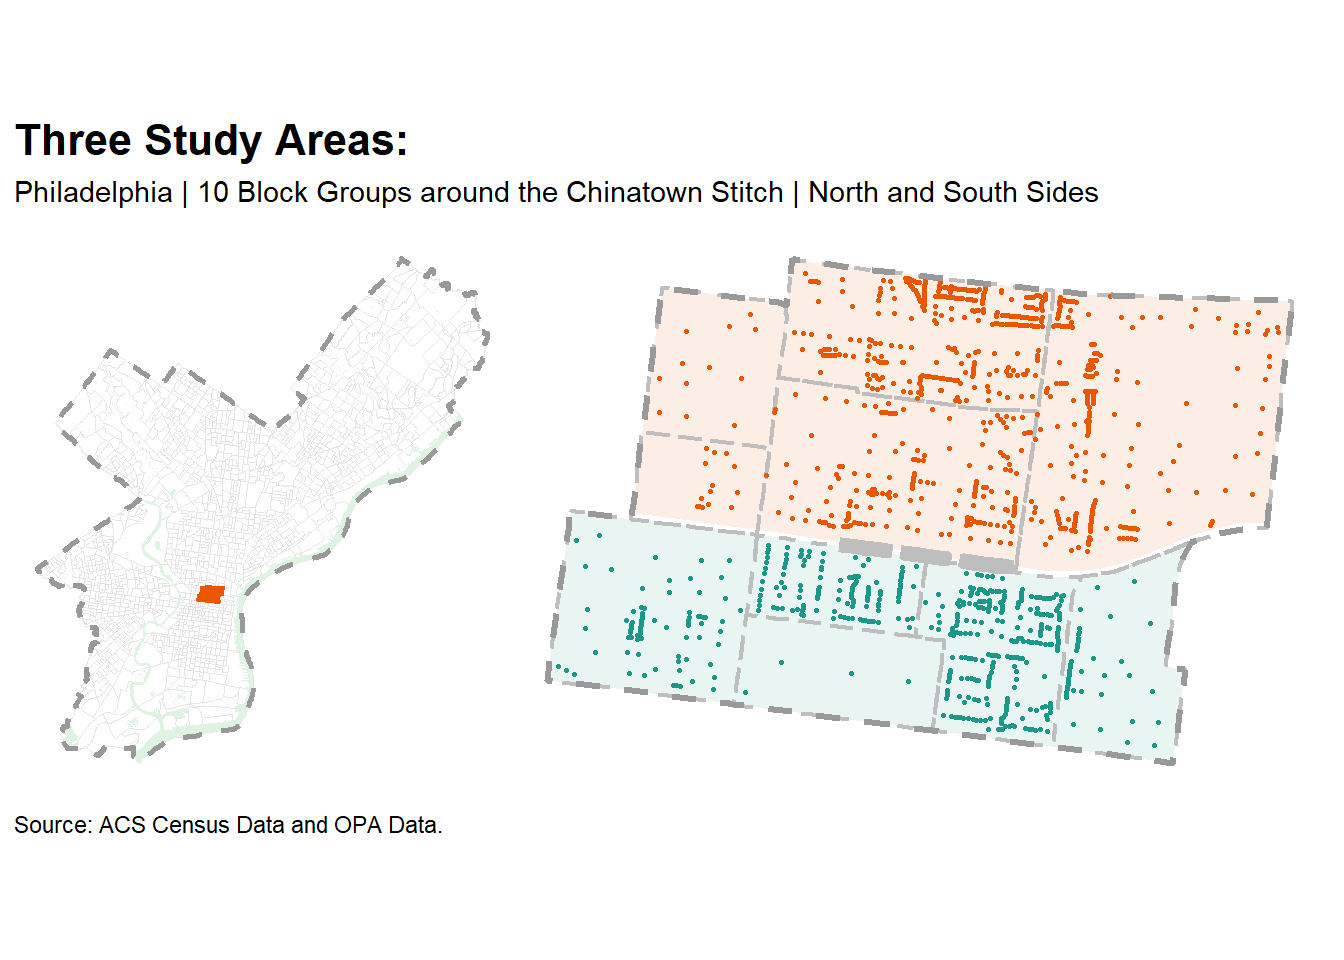 Three Study Areas:
Philadelphia | 10 Block Groups around the Chinatown Stitch | North and South Sides
Source: ACS Census Data and OPA Data.